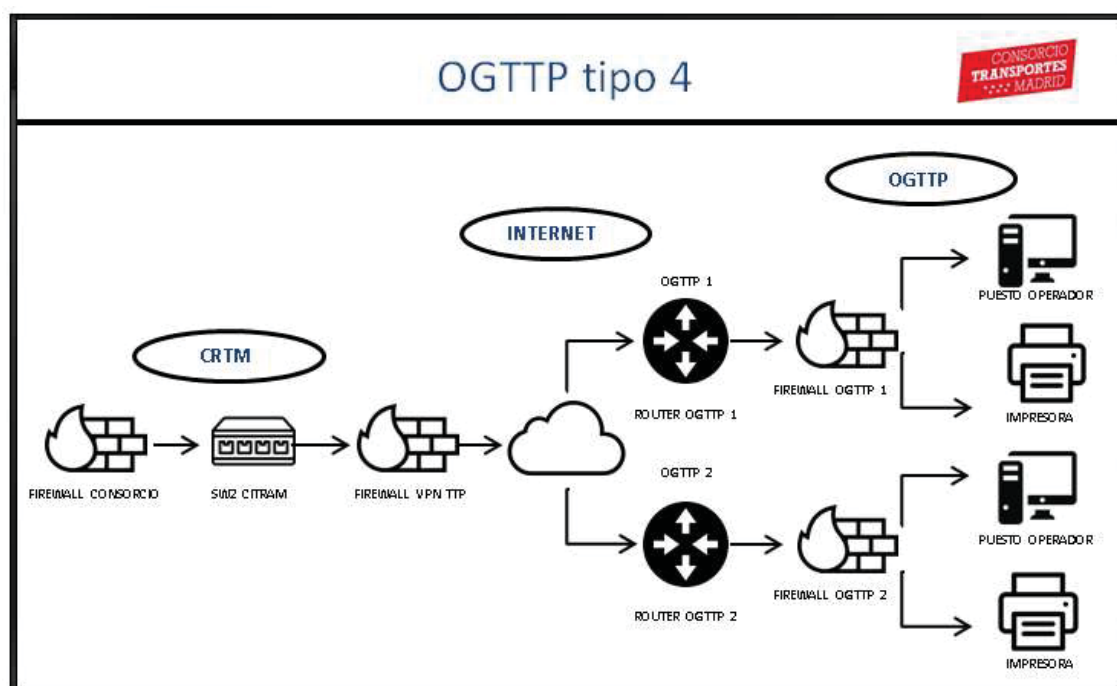 OGTTP tipo 4
CONSORCIO
TRANSPORTES
MADRID
OGTTP
INTERNET
CRTM
OGTTP 1
PUESTO OPERADOR
ROUTER OGTTP 1
FIREWALL OGTTP 1
IMPRESORA
FIREWALL CONSORCIO
SW2 CITRAM
FIREWALL VPN TTP
OGTTP 2
PUESTO OPERADOR
ROUTER OGTTP 2
FIREWALL OGTTP 2
IMPRESORA